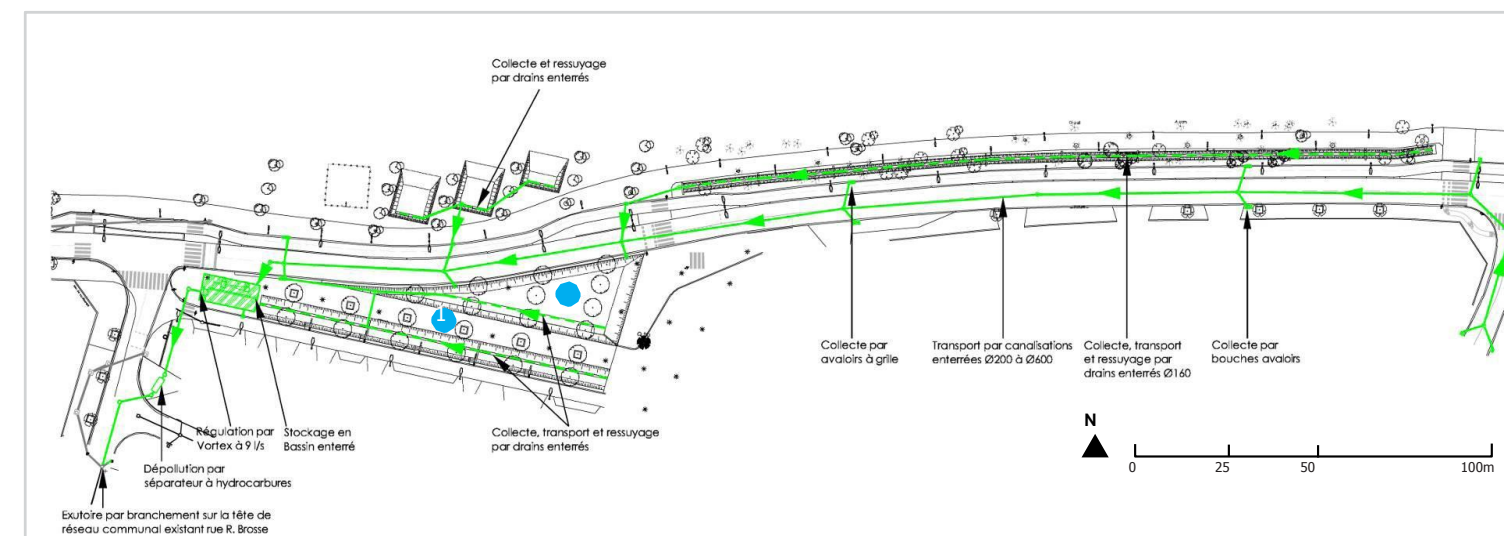 Collecte et ressuyage
par drains enterrés
1
Collecte par
avaloirs à grille
Transport par canalisations
enterrées Ø200 à Ø600
Collecte, transport
et ressuyage par
drains enterrés Ø160
Collecte par
bouches avaloirs
Régulation par
Vortex à 9 l/s
Stockage en
Bassin enterré
Collecte, transport et ressuyage
par drains enterrés
Dépollution par
séparateur à hydrocarbures
Exutoire par branchement sur la tête de
réseau communal existant rue R. Brosse
N
0 25 50 100m